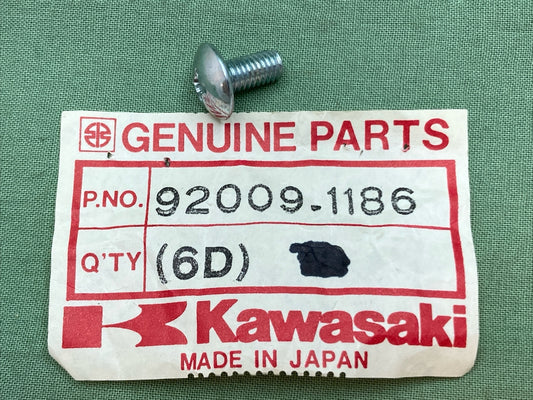 GENUINE PARTS
P.NO. 92009-1186
Q'TY (6D)
Kawasaki
MADE IN JAPAN